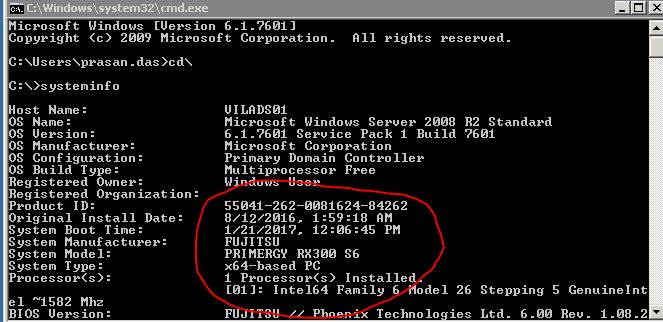 C:\Windows\system32\cmd.exe
Microsoft Windows [Version 6.1.7601]
Copyright (c) 2009 Microsoft Corporation.  All rights reserved.
C:\Users\prasan.das>cd\
C:\>systeminfo
Host Name:                 VILADS01
OS Name:                   Microsoft Windows Server 2008 R2 Standard
OS Version:                6.1.7601 Service Pack 1 Build 7601
OS Manufacturer:           Microsoft Corporation
OS Configuration:          Primary Domain Controller
OS Build Type:             Multiprocessor Free
Registered Owner:          Windows User
Registered Organization:
Product ID:                55041-262-0081624-84262
Original Install Date:     8/12/2016, 1:59:18 AM
System Boot Time:          1/21/2017, 12:06:45 PM
System Manufacturer:       FUJITSU
System Model:              PRIMERGY RX300 S6
System Type:               x64-based PC
Processor(s):              1 Processor(s) Installed.
[01]: Intel64 Family 6 Model 26 Stepping 5 GenuineInt
el ~1582 Mhz
BIOS Version:              FUJITSU // Phoenix Technologies Ltd. 6.00 Rev. 1.08.2